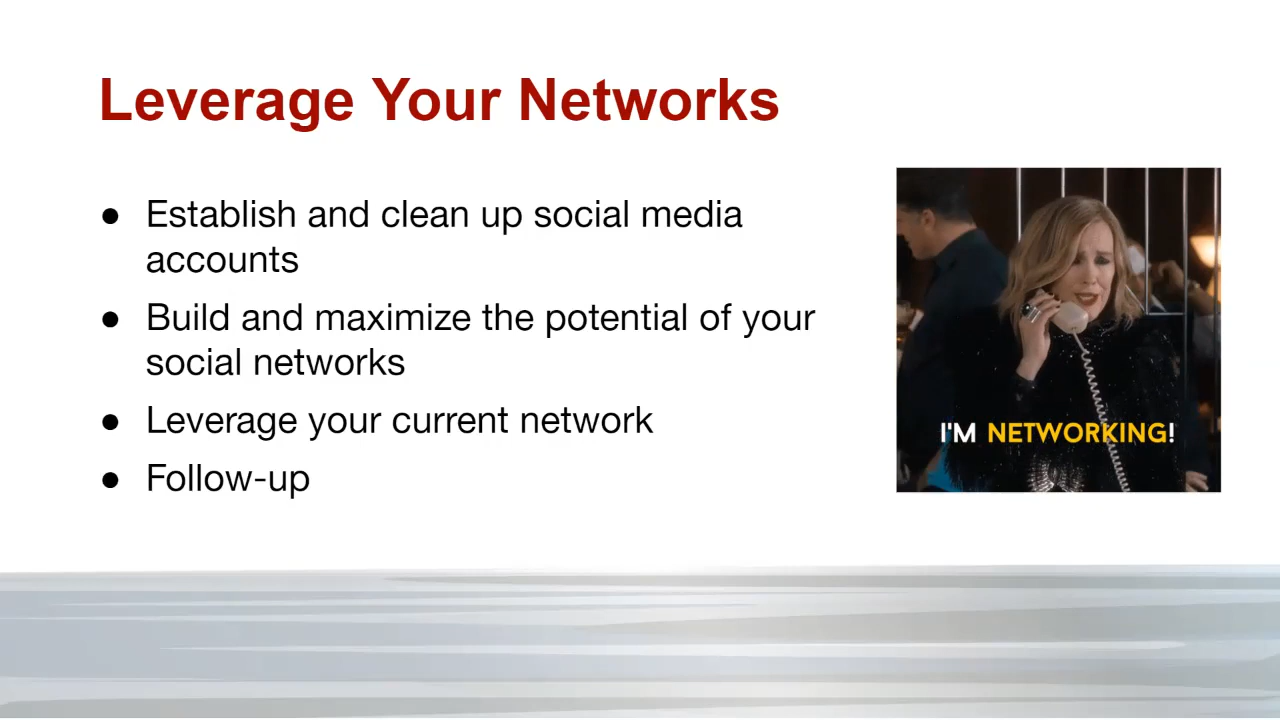 Leverage Your Networks
● Establish and clean up social media
accounts
● Build and maximize the potential of your
social networks
● Leverage your current network
● Follow-up
I'M NETWORKING!